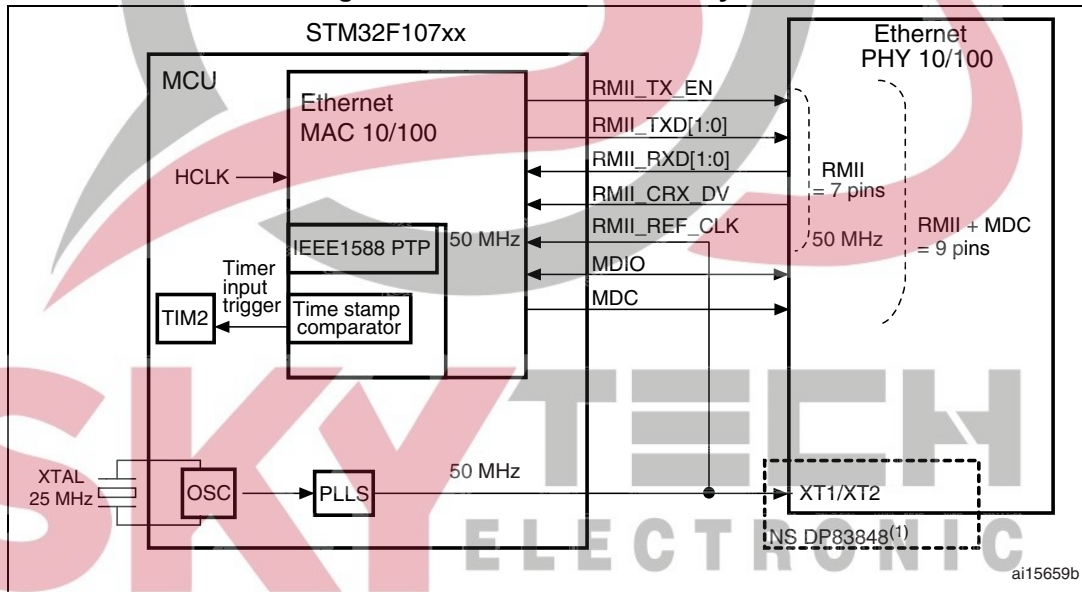 STM32F107xx
Ethernet
PHY 10/100
MCU
Ethernet
MAC 10/100
HCLK
IEEE1588 PTP
50 MHz
Timer
input
trigger
TIM2
Time stamp
comparator
RMII_TX_EN
RMII_TXD[1:0]
RMII_RXD[1:0]
RMII_CRX_DV
RMII_REF_CLK
MDIO
MDC
RMII
= 7 pins
50 MHz
RMII + MDC
= 9 pins
XTAL
25 MHz
OSC
PLLS
50 MHz
XT1/XT2
NS DP83848(1)
ai15659b
SKYTECH
ELECTRONIC